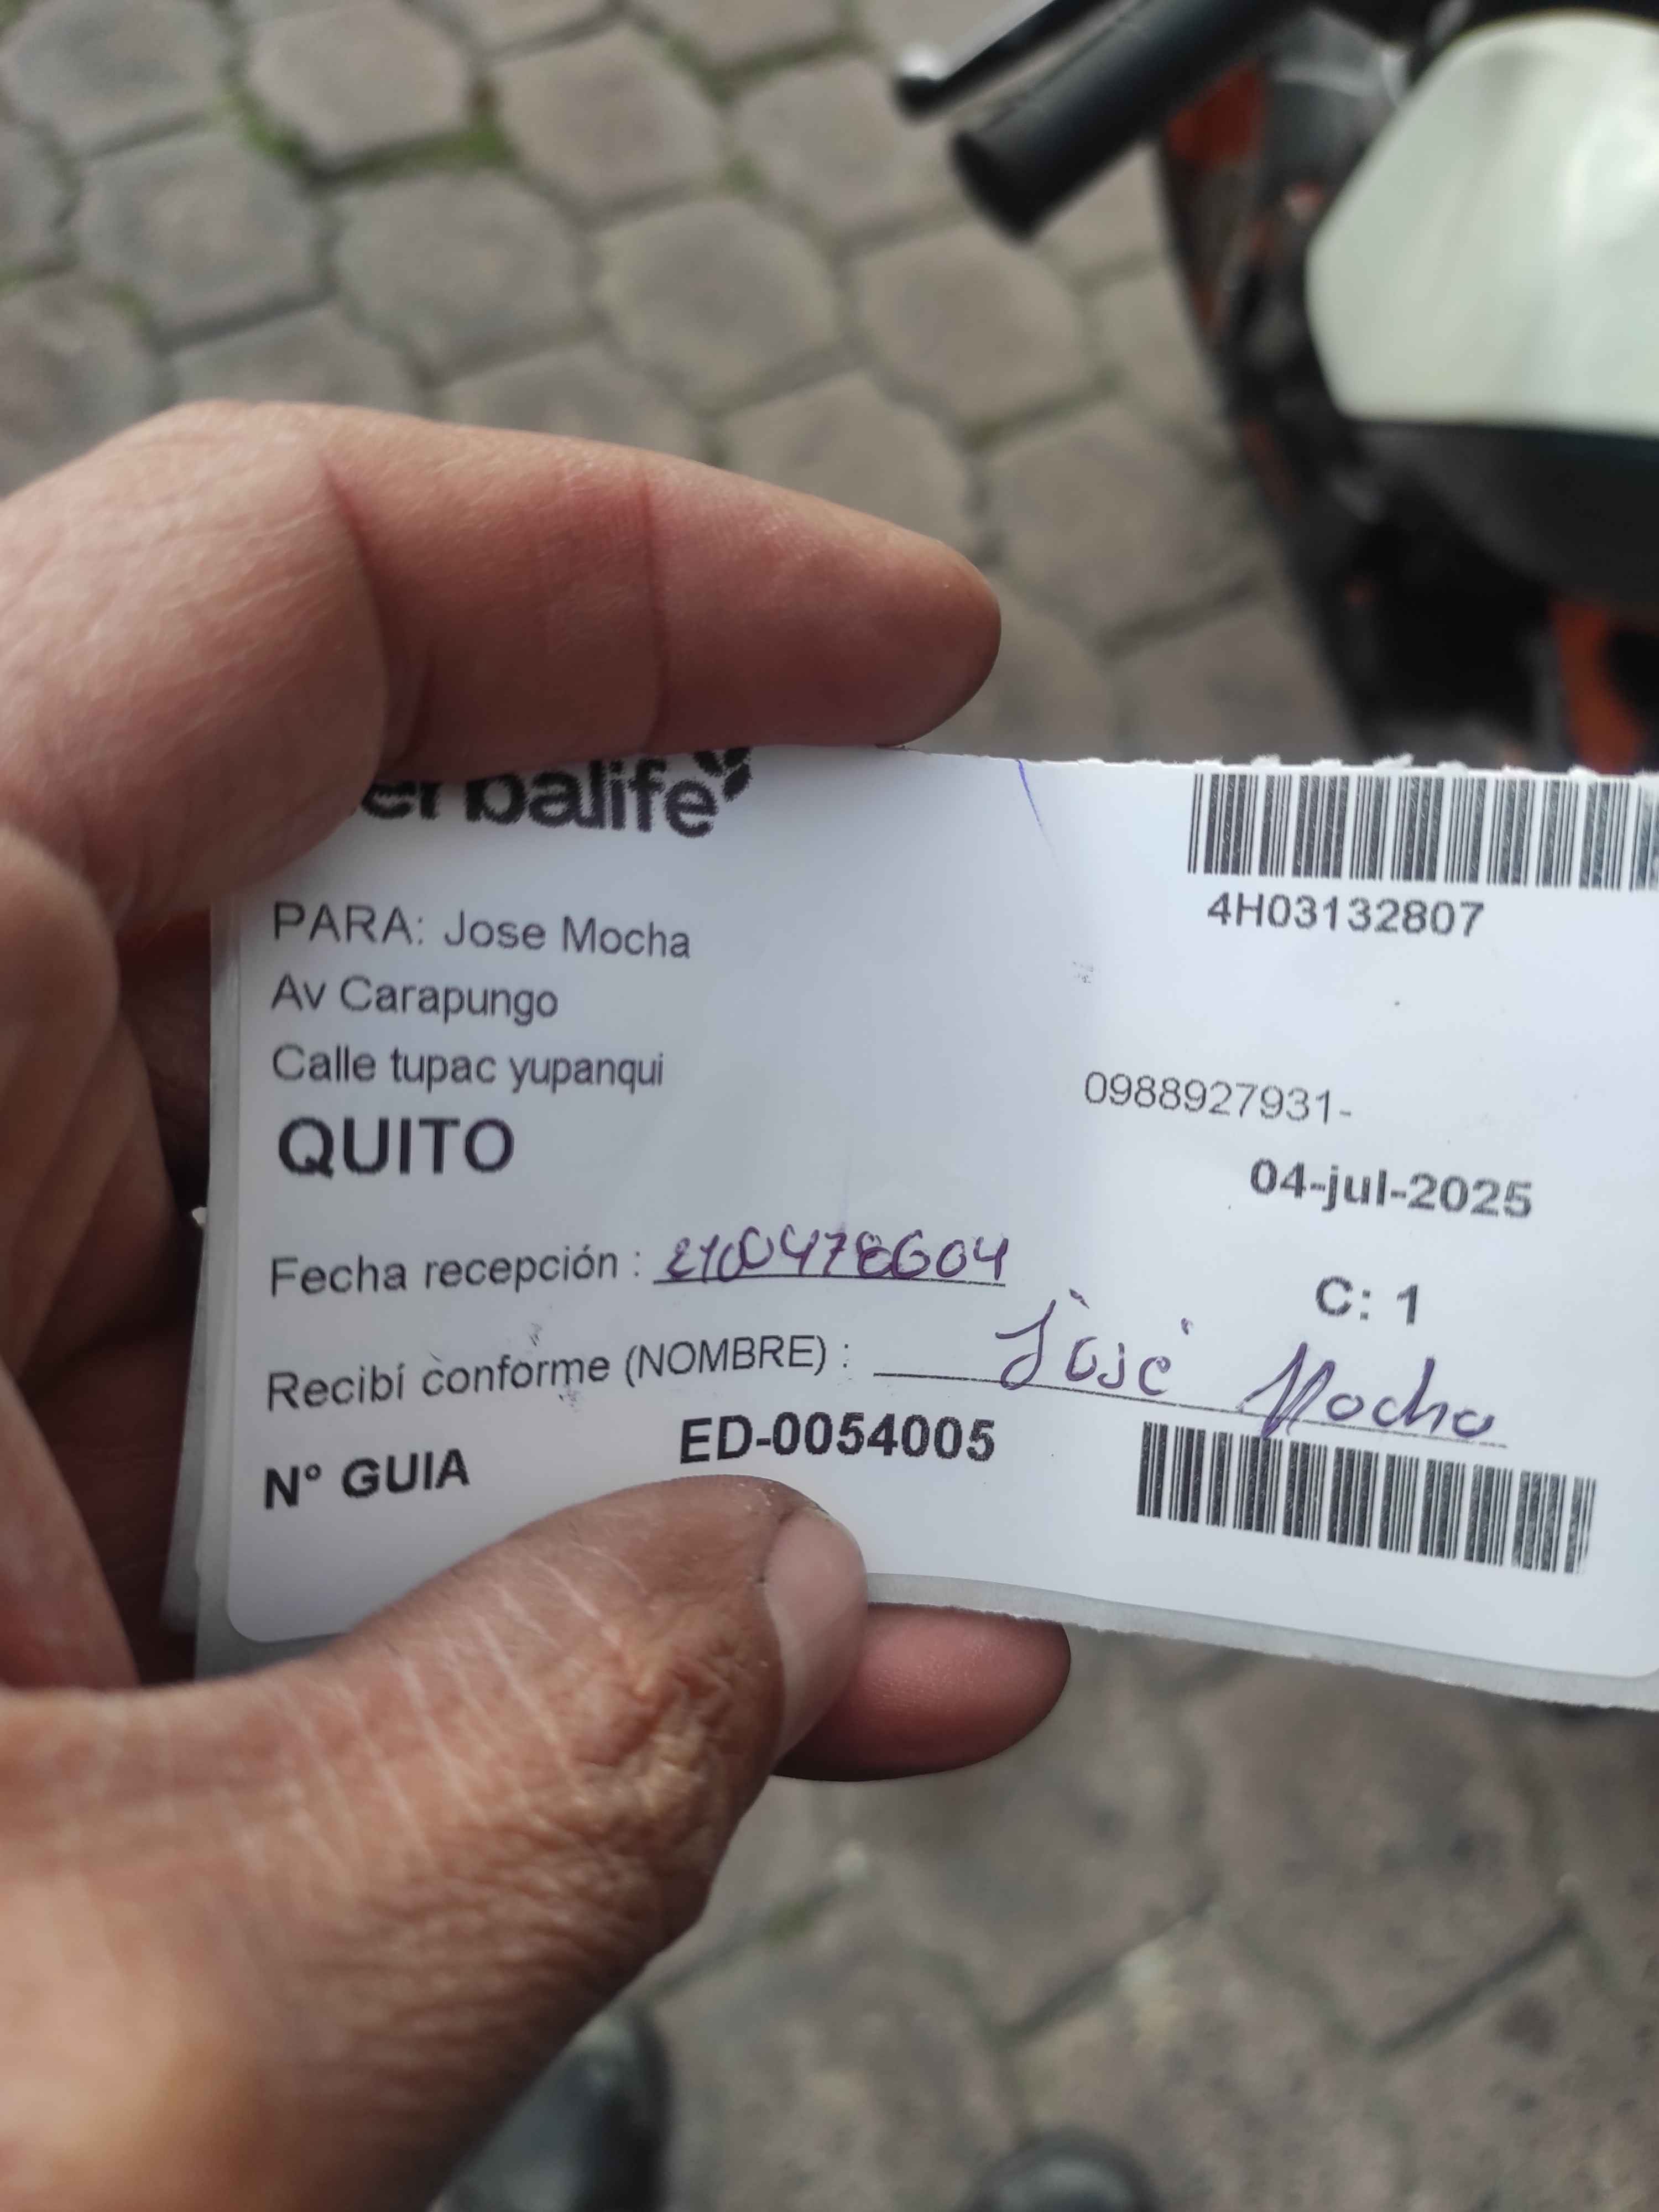 erbalife
4H03132807
PARA: Jose Mocha
Av Carapungo
Calle tupac yupanqui
0988927931-
QUITO
04-jul-2025
Fecha recepción : 2100478604
C: 1
Recibí conforme (NOMBRE) : José Mocha
N° GUIA ED-0054005